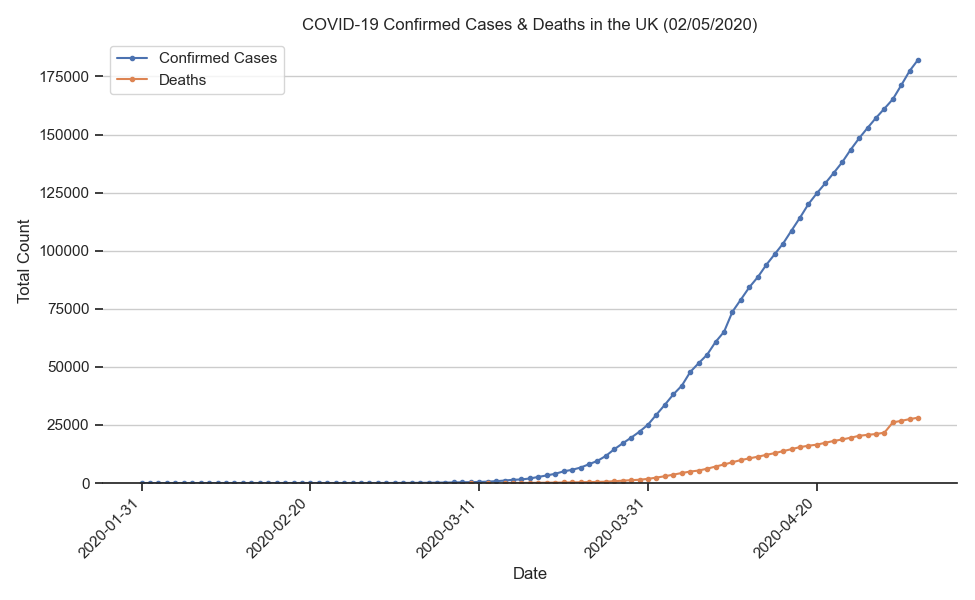 COVID-19 Confirmed Cases & Deaths in the UK (02/05/2020)
Confirmed Cases
Deaths
175000
150000
125000
100000
75000
50000
25000
0
Total Count
2020-01-31
2020-02-20
2020-03-11
2020-03-31
2020-04-20
Date